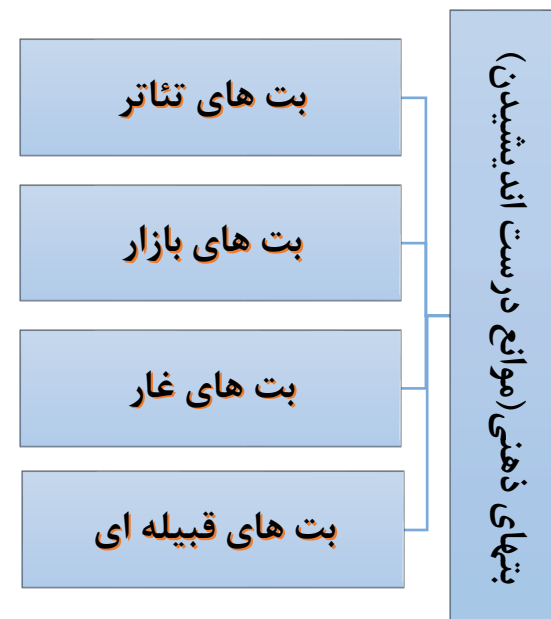 بتهای ذهنی(موانع درست اندیشیدن)
بت های تئاتر
بت های بازار
بت های غار
بت های قبیله ای